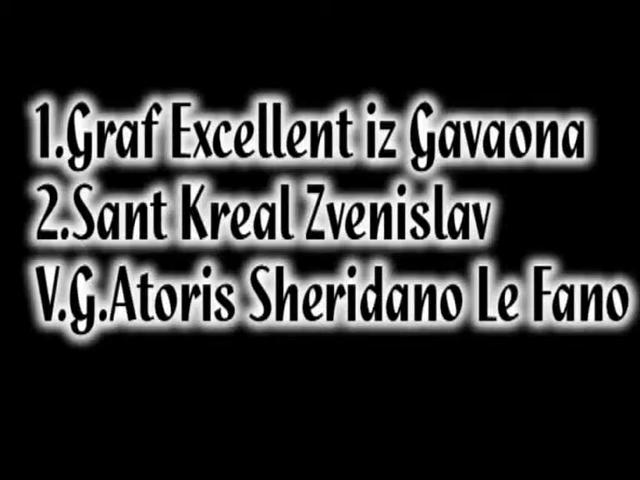 1.Graf Excellent iz Gavaona
2.Sant Kreal Zvenislav
V.G.Atoris Sheridano Le Fano